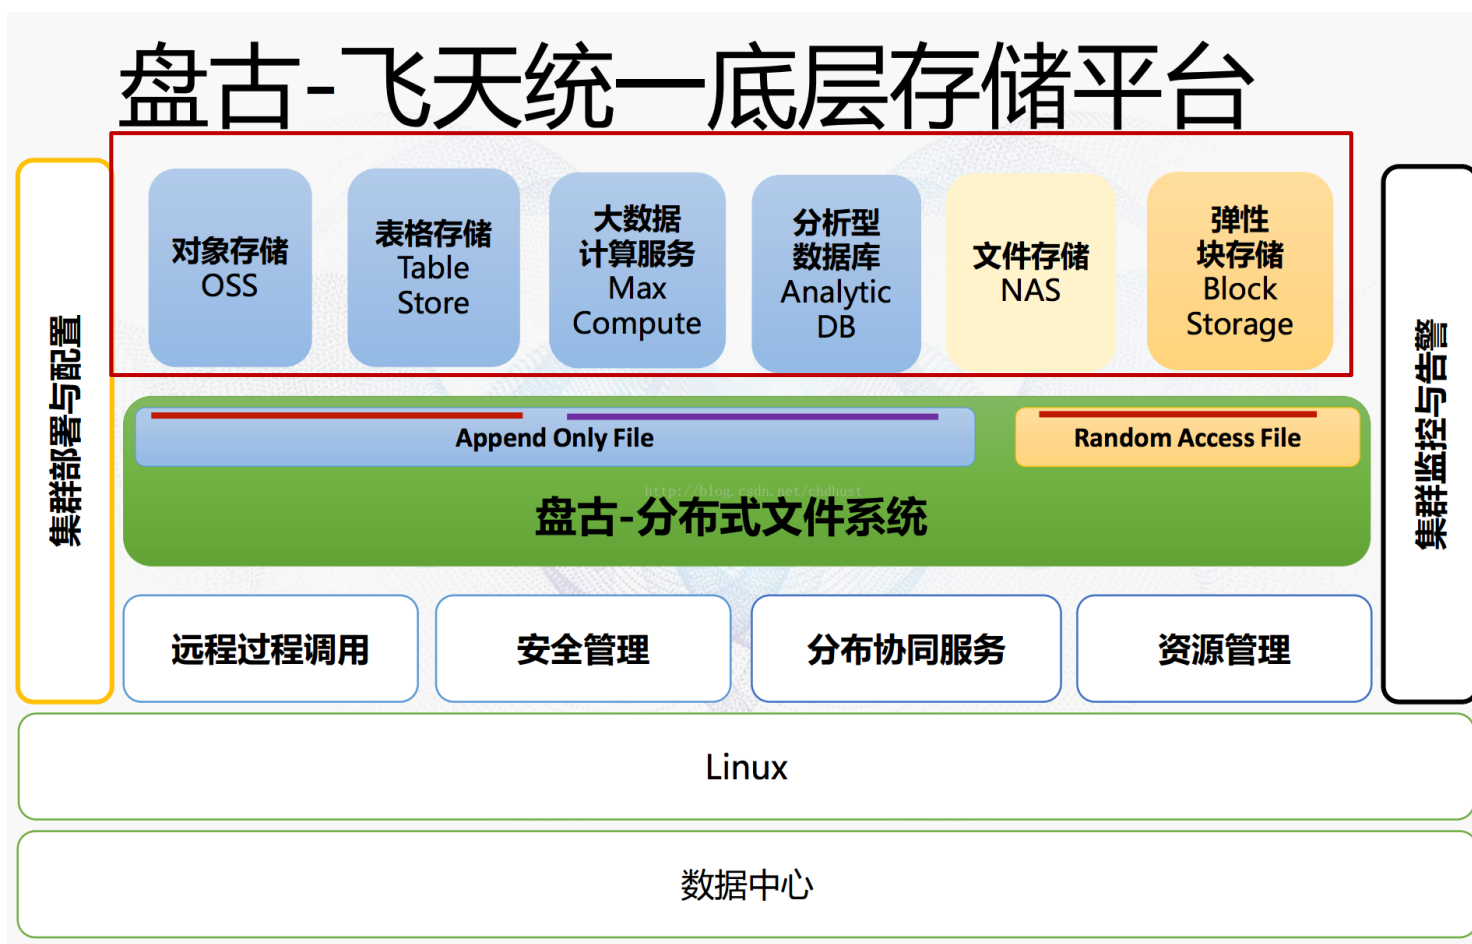 盘古-飞天统一底层存储平台
集群部署与配置
对象存储
OSS
表格存储
Table
Store
大数据
计算服务
Max
Compute
分析型
数据库
Analytic
DB
文件存储
NAS
弹性
块存储
Block
Storage
集群监控与告警
Append Only File
Random Access File
http://blog.csdn.net/chdhust
盘古-分布式文件系统
远程过程调用
安全管理
分布协同服务
资源管理
Linux
数据中心